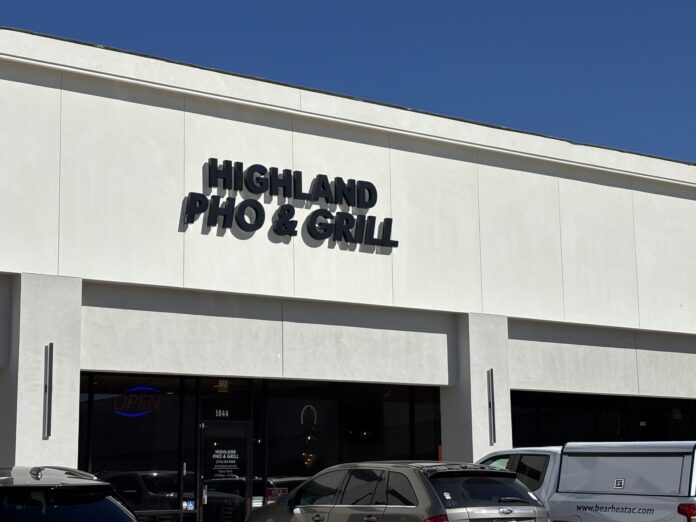 HIGHLAND
PHO & GRILL
OPEN
1844
HIGHLAND
PHO & GRILL
www.bearheatac.com